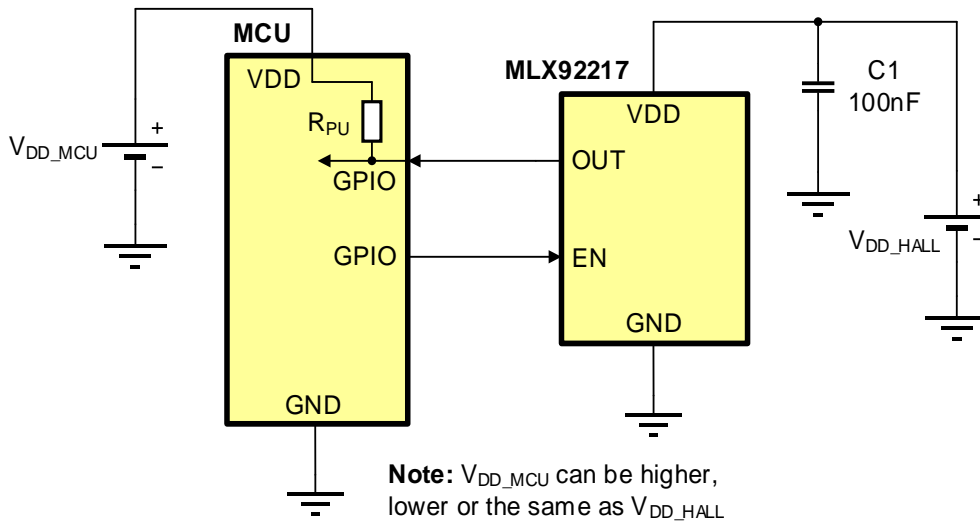 MCU
VDD
MLX92217
C1
100nF
VDD
RPU
+
VDD_MCU
−
OUT
GPIO
+
VDD_HALL
−
GPIO
EN
GND
GND
Note: VDD_MCU can be higher,
lower or the same as VDD_HALL